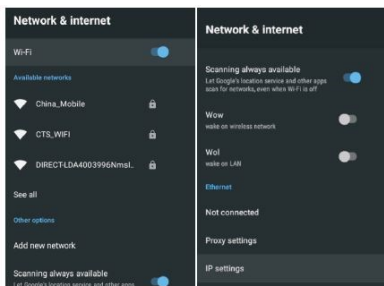 Network & internet
Wi-Fi
Available networks
China_Mobile
CTS_WIFI
DIRECT-LDA4003996Nmsl..
See all
Other options
Add new network
Scanning always available
Let Google's location service and other apps
Network & internet
Scanning always available
Let Google's location service and other apps
scan for networks, even when Wi-Fi is off
Wow
wake on wireless network
Wol
wake on LAN
Ethernet
Not connected
Proxy settings
IP settings